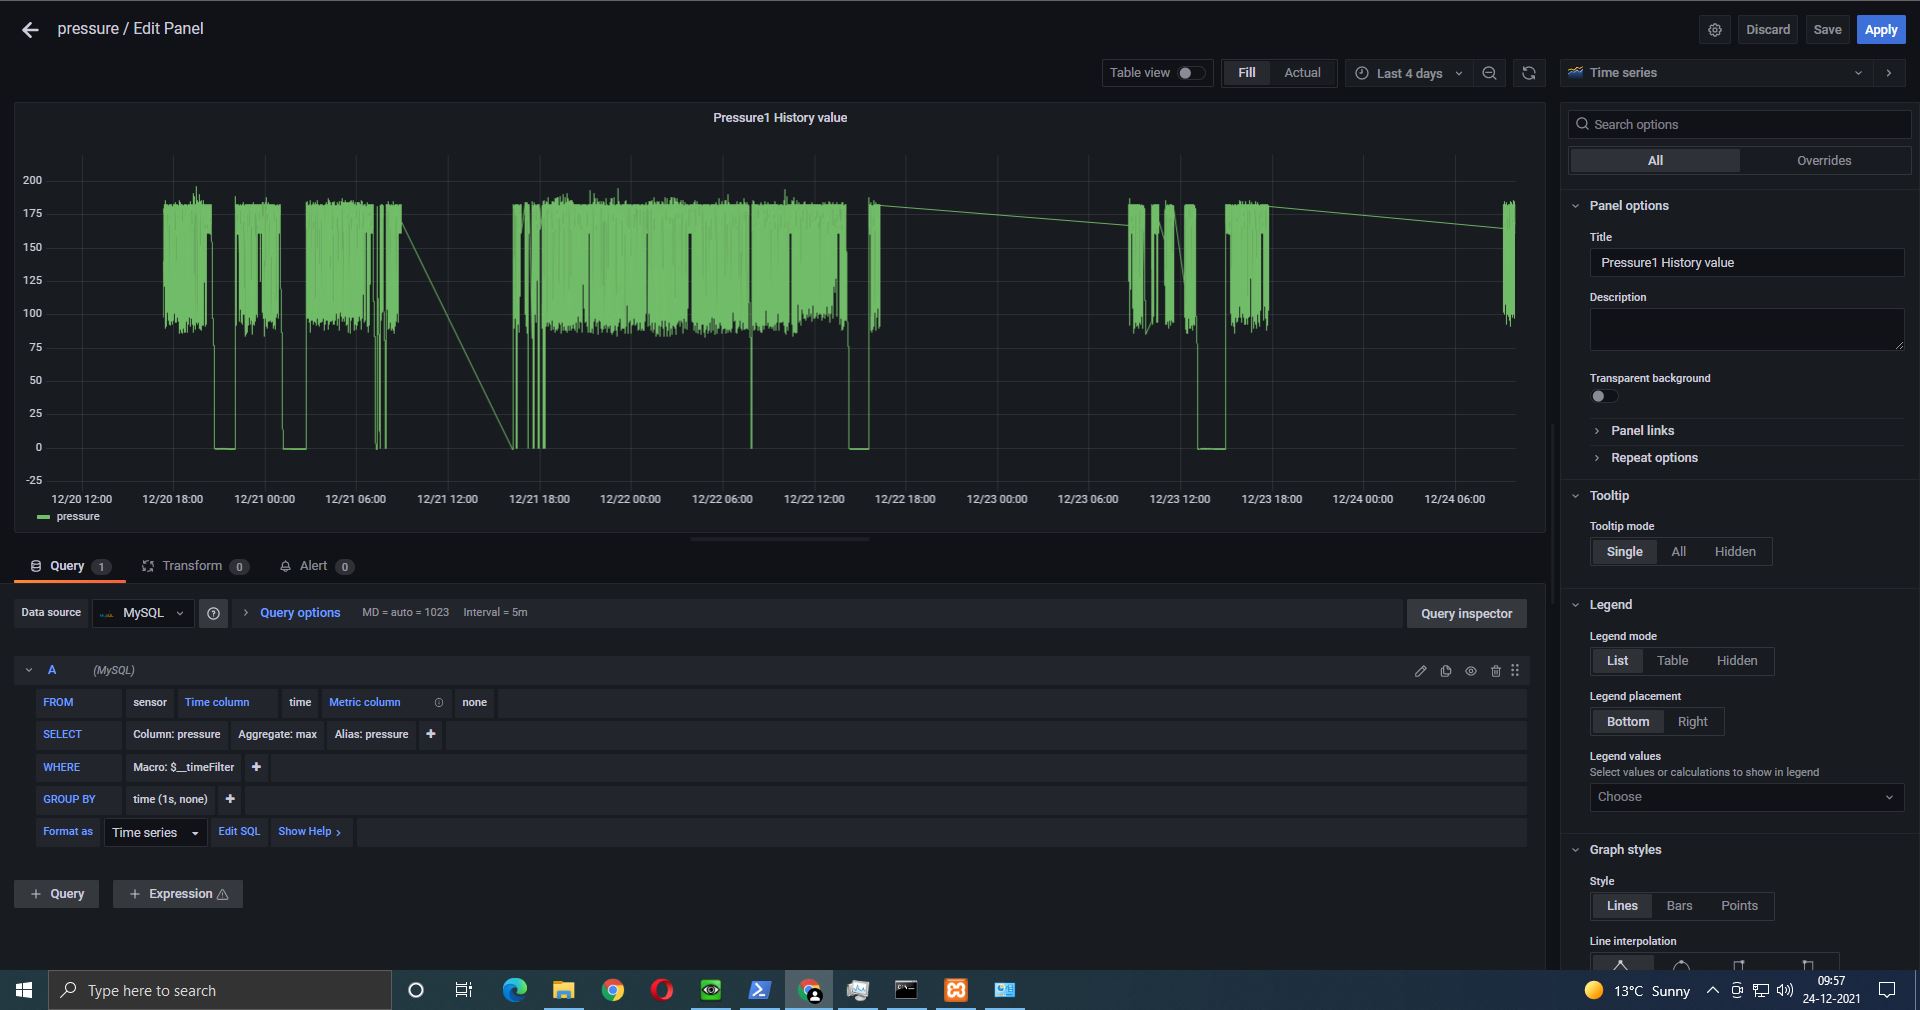 pressure / Edit Panel
Discard
Save
Apply
Table view
Fill
Actual
Last 4 days
Time series
Pressure1 History value
200
175
150
125
100
75
50
25
0
-25
12/20 12:00
12/20 18:00
12/21 00:00
12/21 06:00
12/21 12:00
12/21 18:00
12/22 00:00
12/22 06:00
12/22 12:00
12/22 18:00
12/23 00:00
12/23 06:00
12/23 12:00
12/23 18:00
12/24 00:00
12/24 06:00
pressure
Query 1
Transform 0
Alert 0
Data source
MySQL
Query options
MD = auto = 1023
Interval = 5m
Query inspector
A
(MySQL)
FROM
sensor
Time column
time
Metric column
none
SELECT
Column: pressure
Aggregate: max
Alias: pressure
+
WHERE
Macro: $__timeFilter
+
GROUP BY
time (1s, none)
+
Format as
Time series
Edit SQL
Show Help >
+ Query
+ Expression
Search options
All
Overrides
Panel options
Title
Pressure1 History value
Description
Transparent background
Panel links
Repeat options
Tooltip
Tooltip mode
Single
All
Hidden
Legend
Legend mode
List
Table
Hidden
Legend placement
Bottom
Right
Legend values
Select values or calculations to show in legend
Choose
Graph styles
Style
Lines
Bars
Points
Line interpolation
Type here to search
13°C Sunny
09:57
24-12-2021